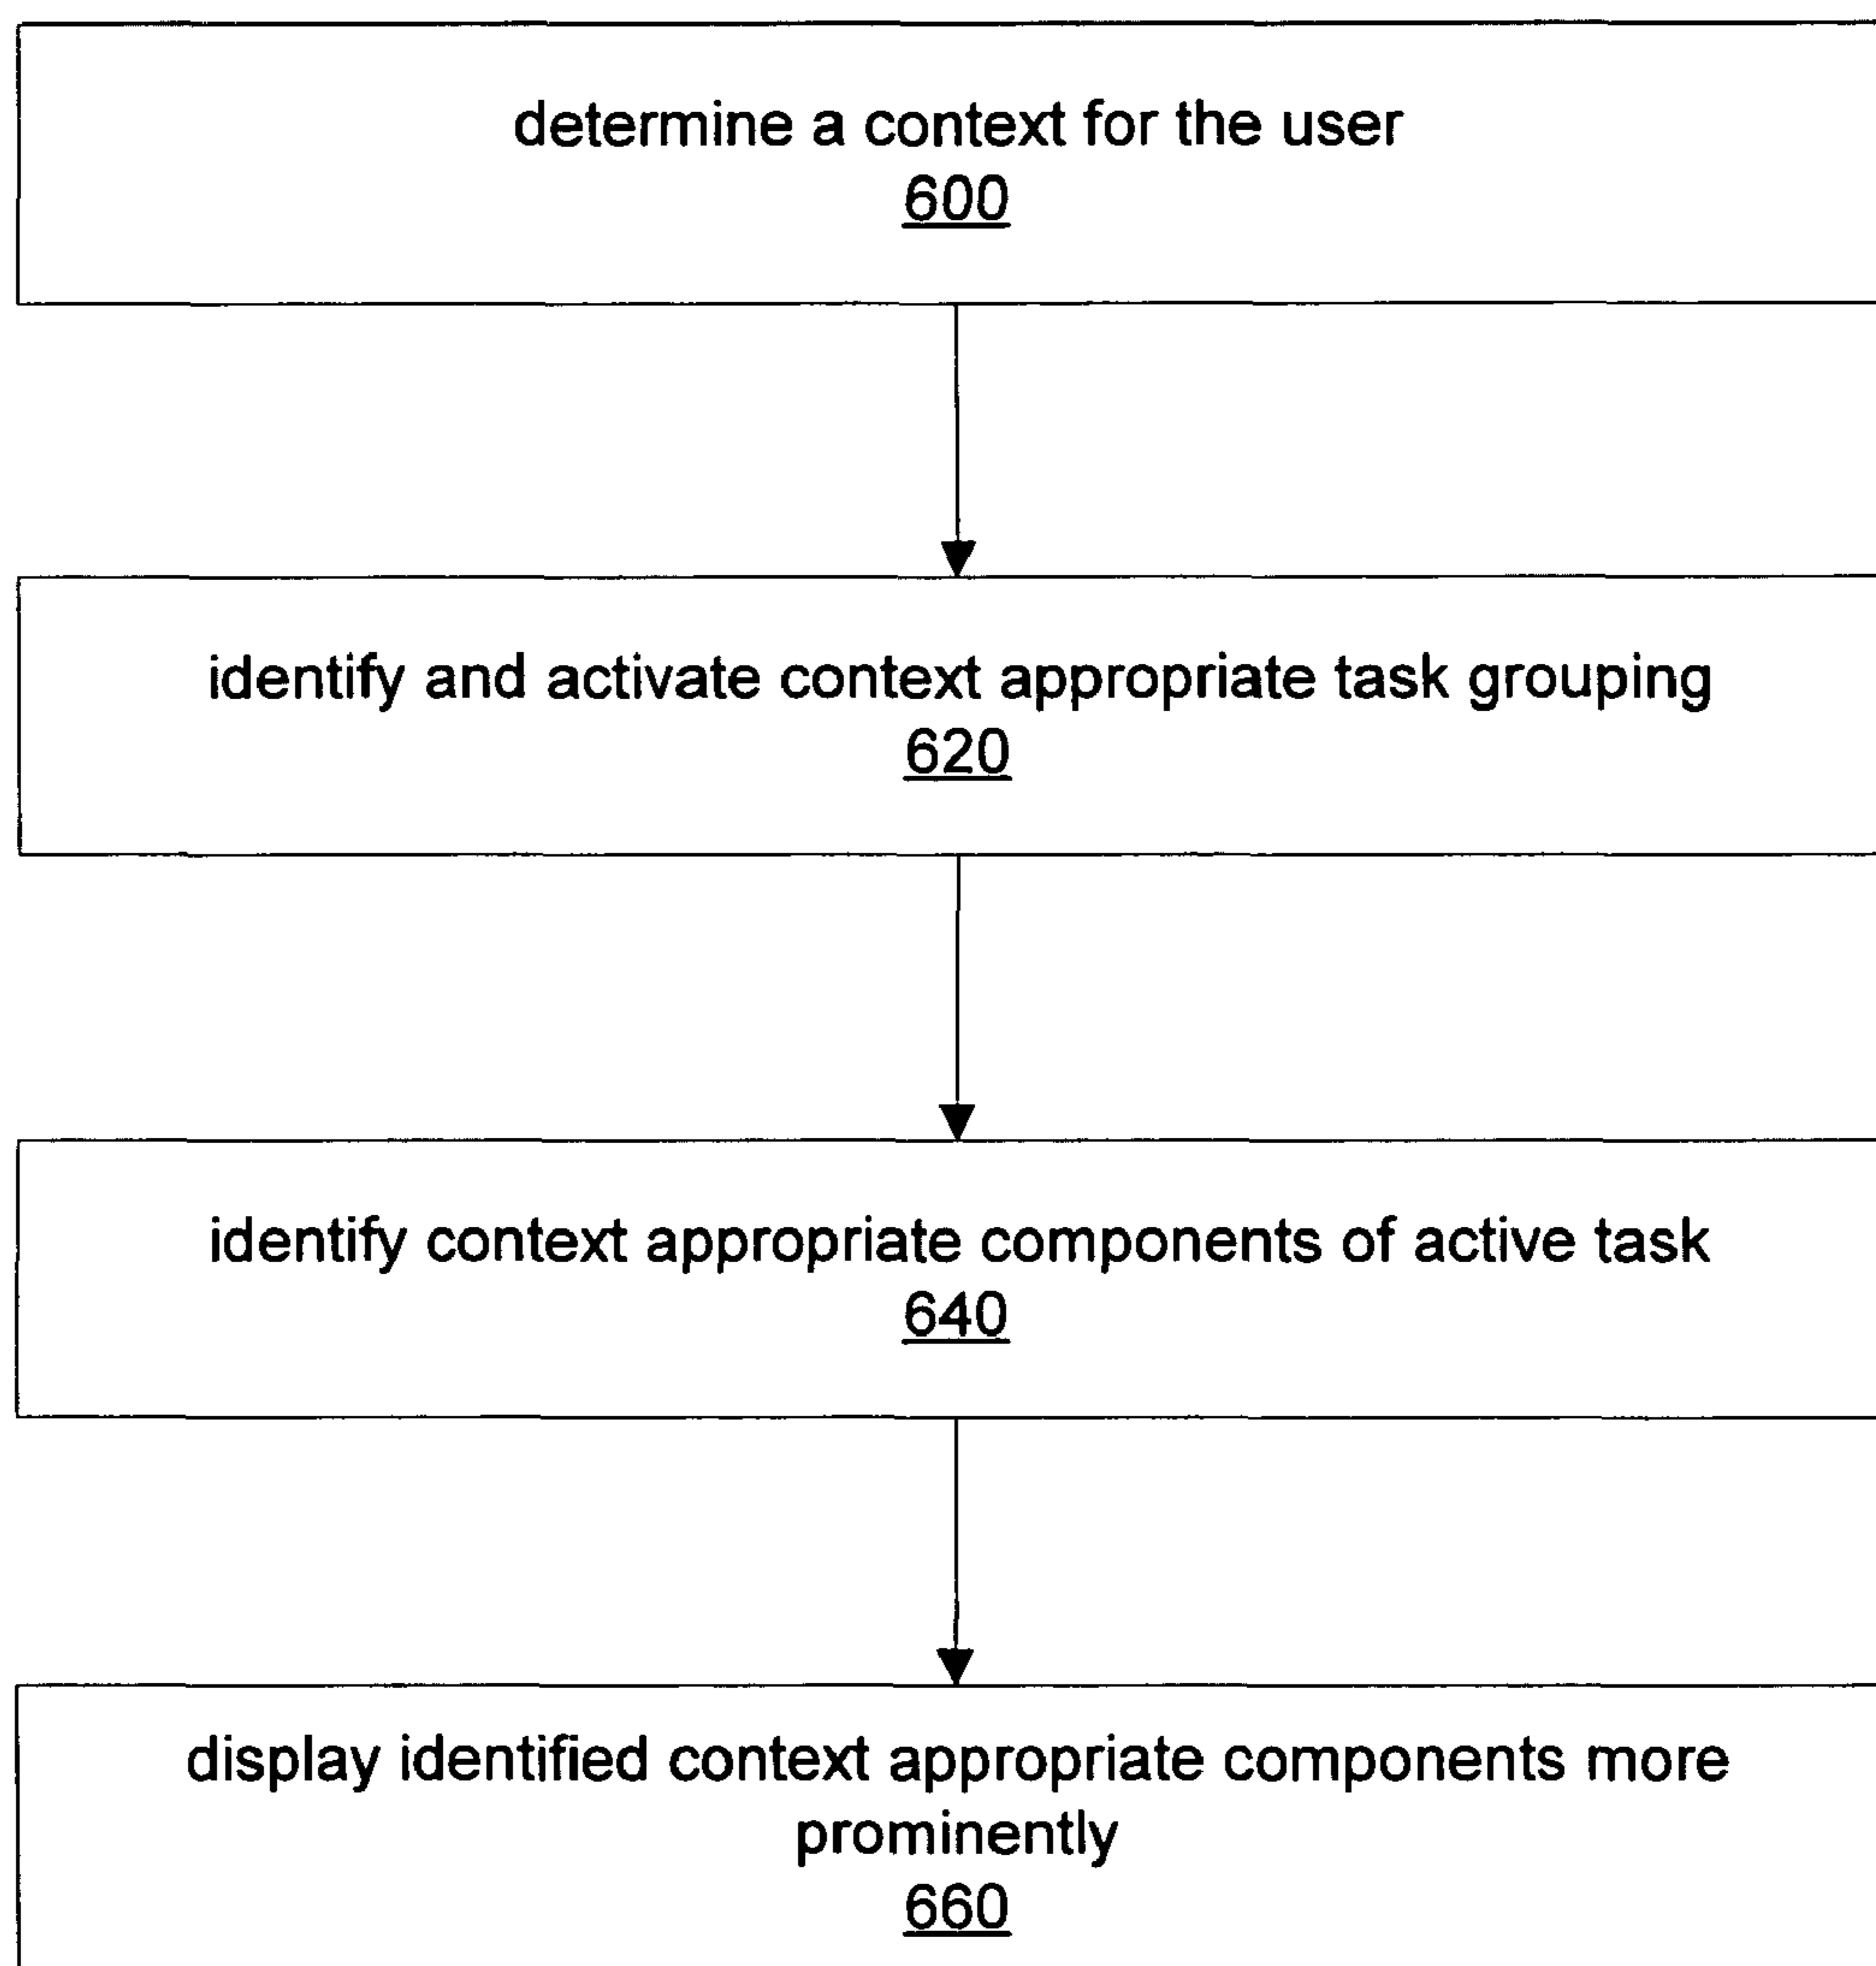 determine a context for the user
600
identify and activate context appropriate task grouping
620
identify context appropriate components of active task
640
display identified context appropriate components more
prominently
660